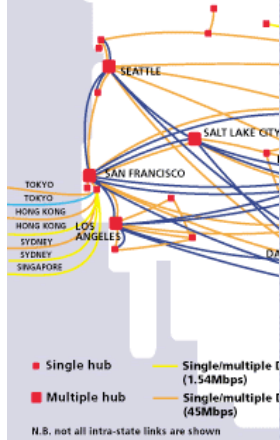 SEATTLE
SALT LAKE CITY
SAN FRANCISCO
TOKYO
TOKYO
HONG KONG
HONG KONG
LOS
ANGELES
SYDNEY
SYDNEY
SINGAPORE
DA
Single hub
Single/multiple D
(1.54Mbps)
Multiple hub
Single/multiple D
(45Mbps)
N.B. not all intra-state links are shown